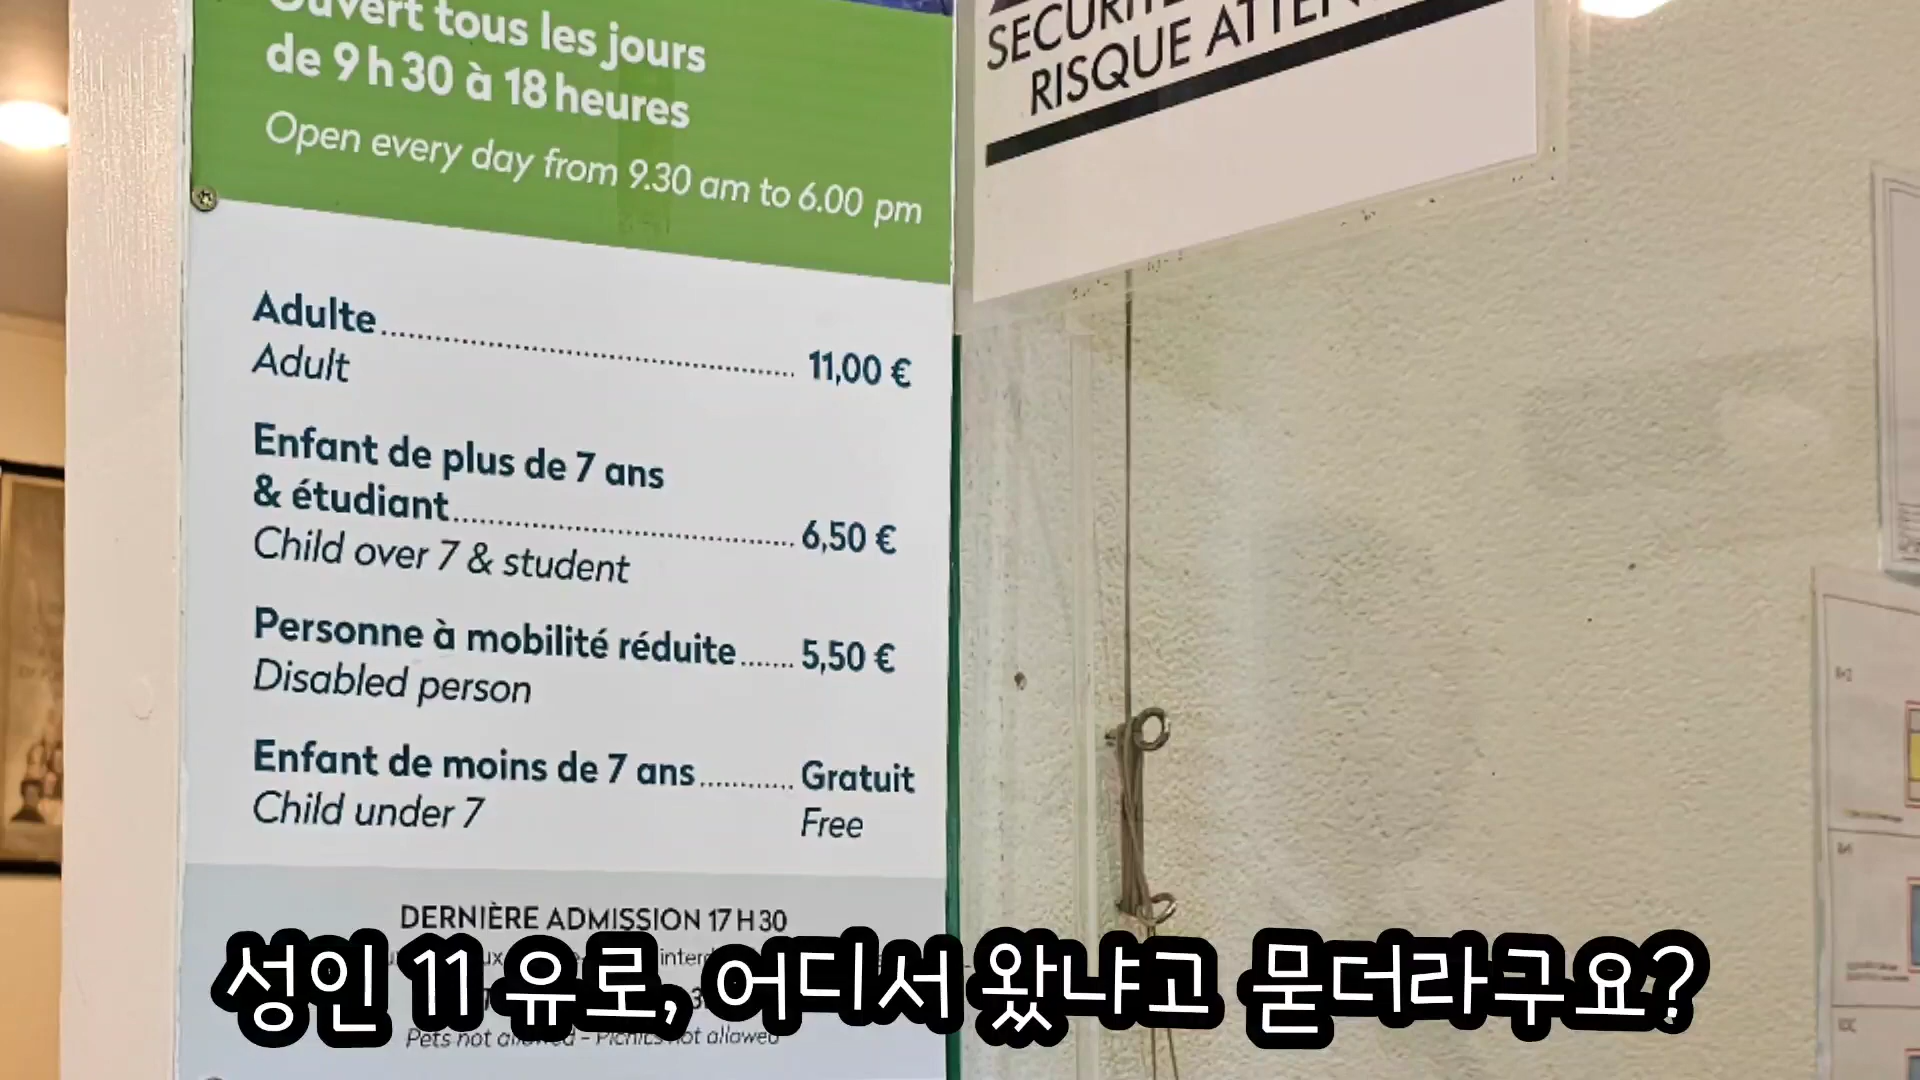 Ouvert tous les jours
de 9 h 30 à 18 heures
Open every day from 9.30 am to 6.00 pm
Adulte
Adult
11,00 €
Enfant de plus de 7 ans
& étudiant
6,50 €
Child over 7 & student
Personne à mobilité réduite
5,50 €
Disabled person
Enfant de moins de 7 ans
Gratuit
Child under 7
Free
DERNIÈRE ADMISSION 17 H 30
Pets not allowed - Picnics not allowed
RISQUE
성인 11 유로, 어디서 왔냐고 묻더라구요?